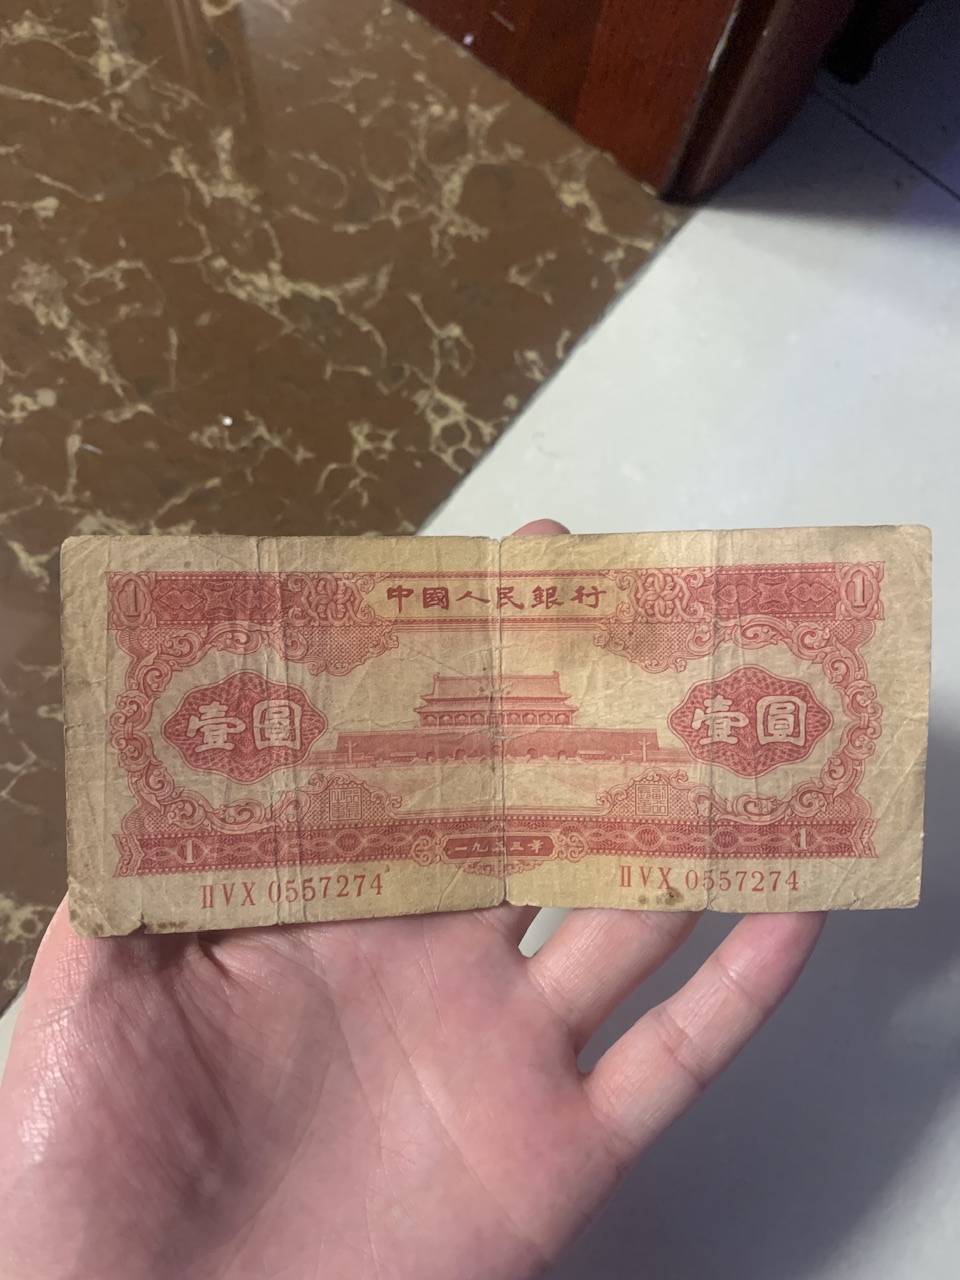 1 中國人民銀行 1
壹圓 壹圓
1 一九五三年 1
ⅡVX 0557274 ⅡVX 0557274